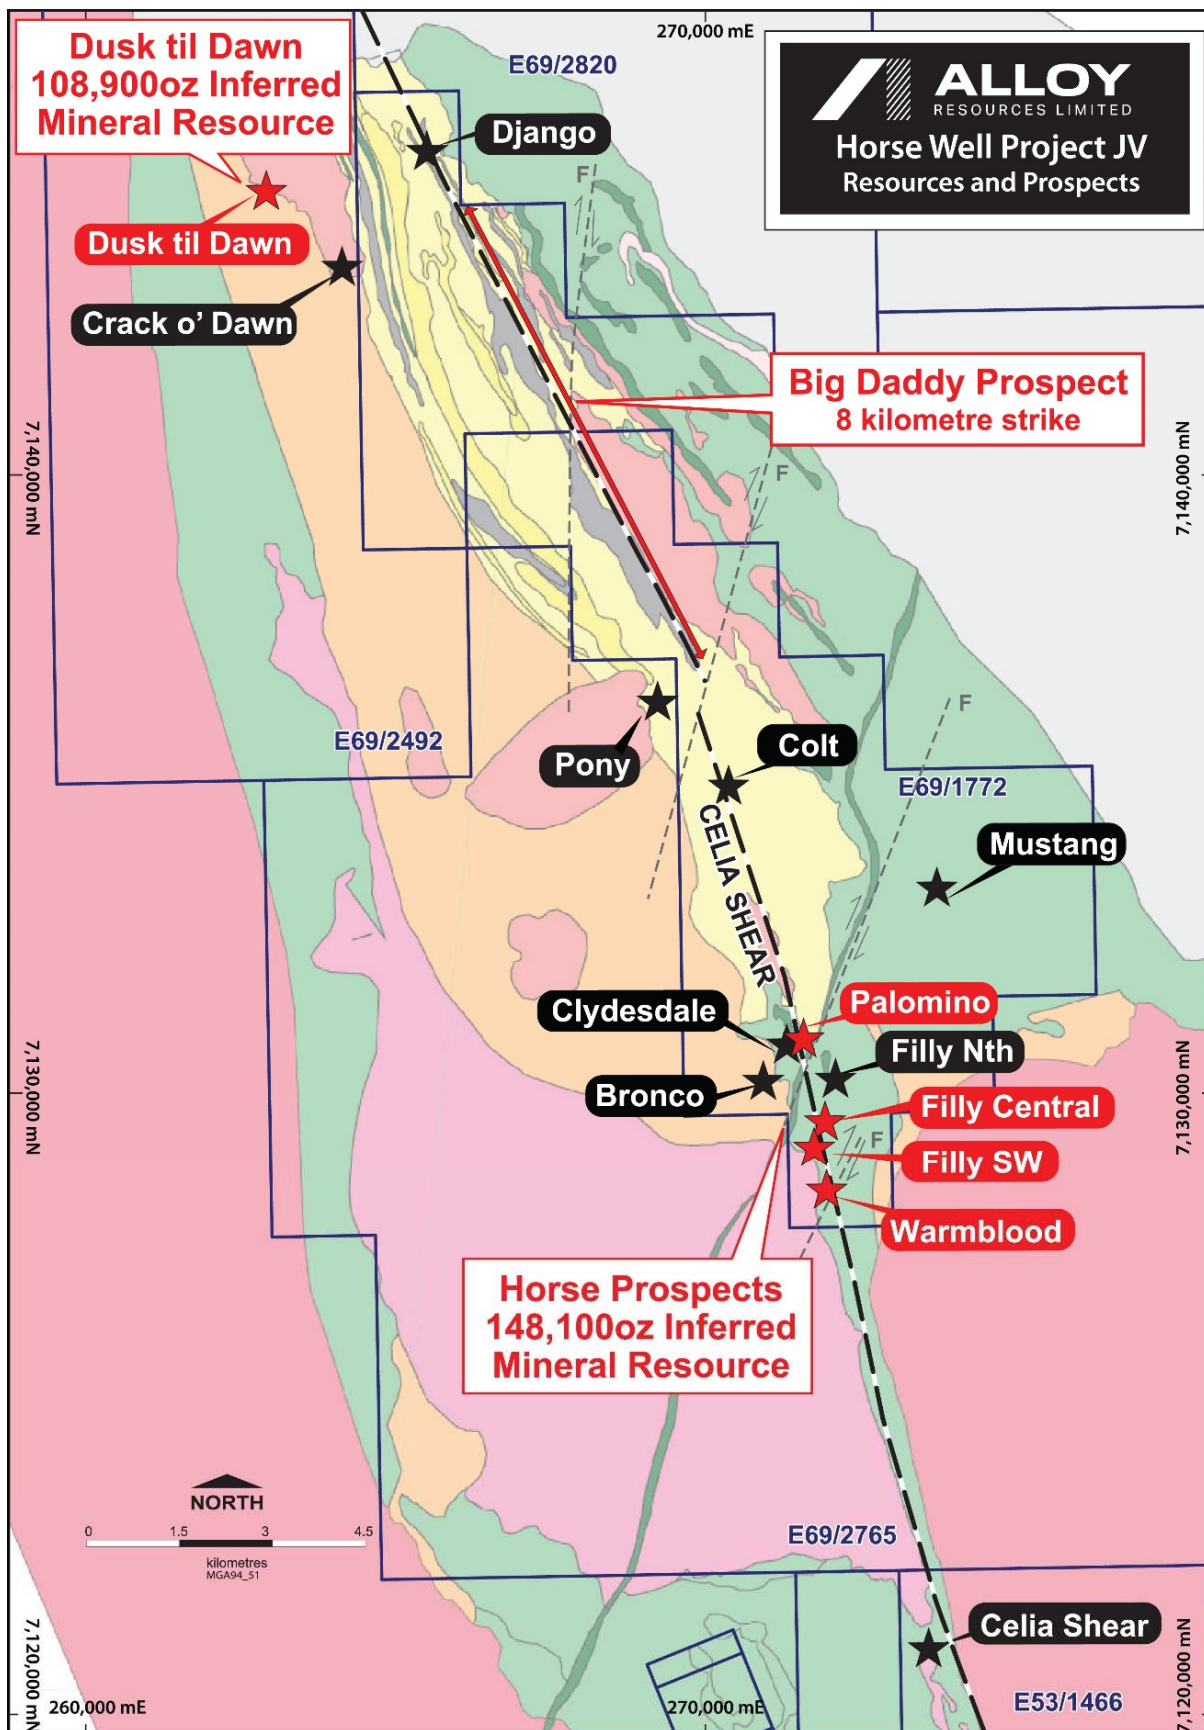 270,000 mE
Dusk til Dawn
108,900oz Inferred
Mineral Resource
E69/2820
ALLOY
RESOURCES LIMITED
Horse Well Project JV
Resources and Prospects
Django
F
Dusk til Dawn
Crack o' Dawn
Big Daddy Prospect
8 kilometre strike
7,140,000 mN
7,140,000 mN
F
F
E69/2492
Pony
Colt
E69/1772
CELIA SHEAR
Mustang
Clydesdale
Palomino
Filly Nth
Bronco
7,130,000 mN
7,130,000 mN
Filly Central
F
Filly SW
Warmblood
Horse Prospects
148,100oz Inferred
Mineral Resource
NORTH
0 1.5 3 4.5
kilometres
MGA94_51
E69/2765
Celia Shear
7,120,000 mN
7,120,000 mN
260,000 mE
270,000 mE
E53/1466